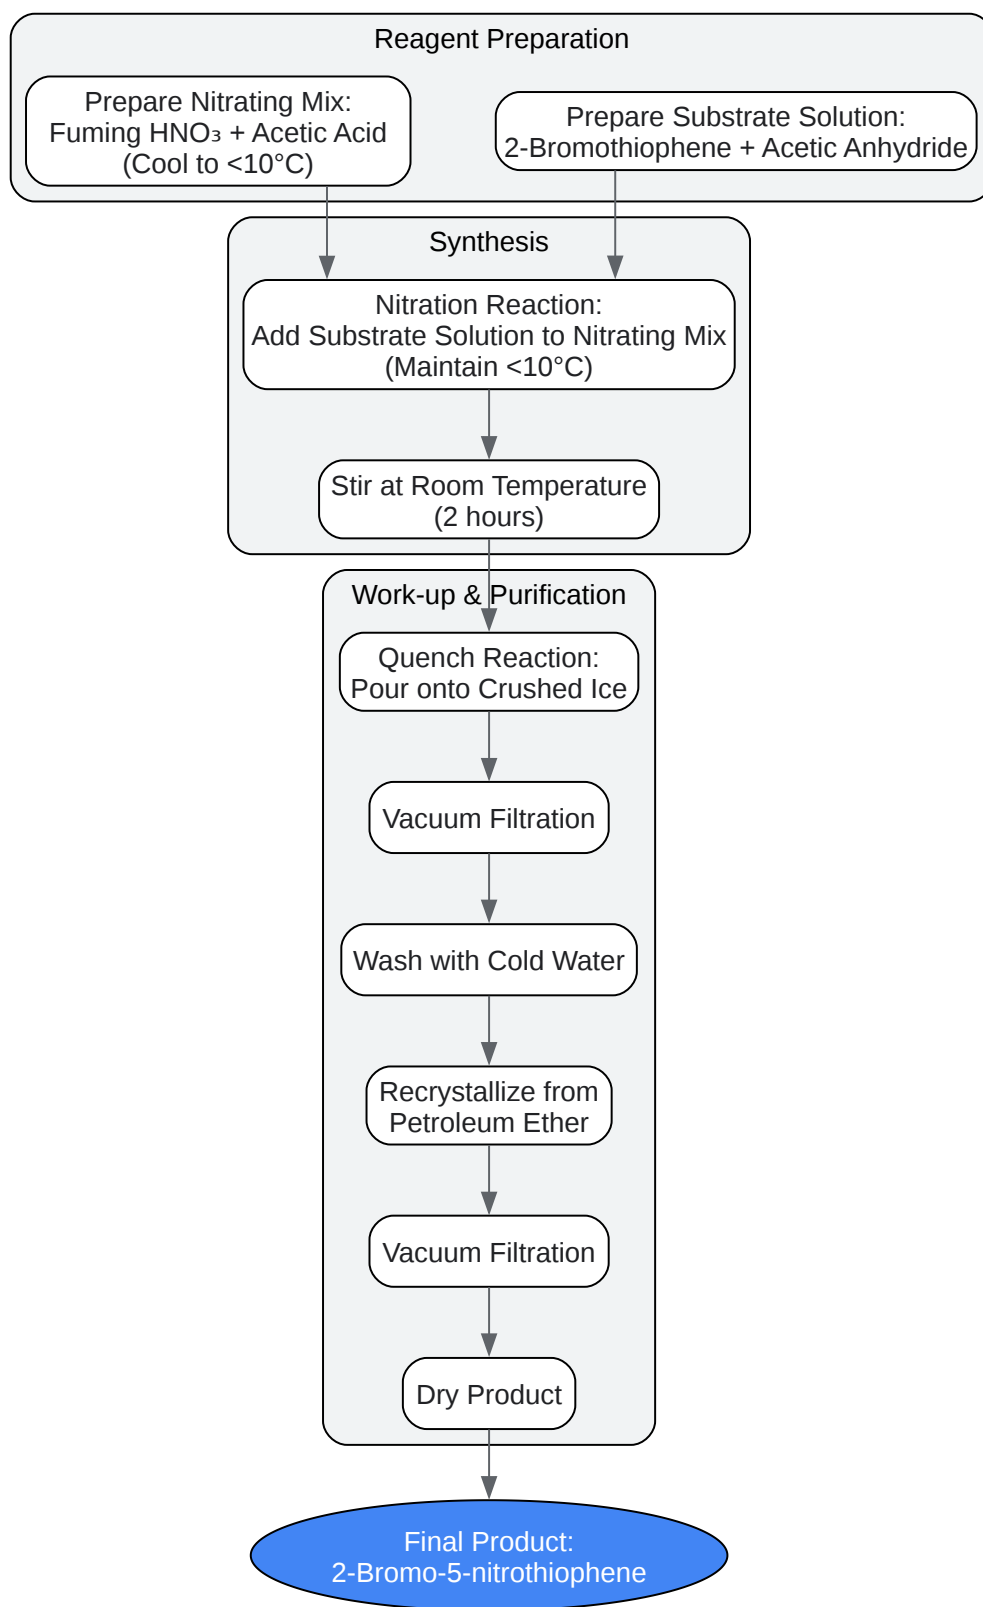 Reagent Preparation
Prepare Nitrating Mix:
Fuming HNO₃ + Acetic Acid
(Cool to <10°C)
Prepare Substrate Solution:
2-Bromothiophene + Acetic Anhydride
Synthesis
Nitration Reaction:
Add Substrate Solution to Nitrating Mix
(Maintain <10°C)
Stir at Room Temperature
(2 hours)
Work-up & Purification
Quench Reaction:
Pour onto Crushed Ice
Vacuum Filtration
Wash with Cold Water
Recrystallize from
Petroleum Ether
Vacuum Filtration
Dry Product
Final Product:
2-Bromo-5-nitrothiophene